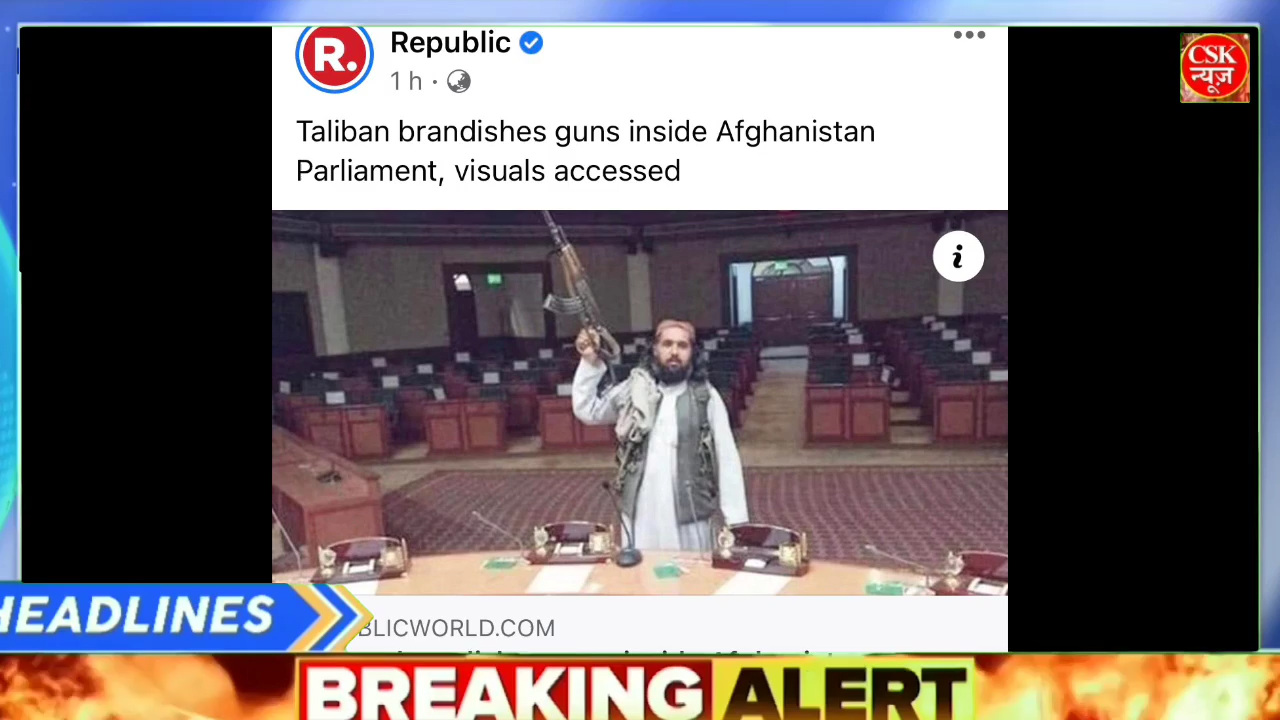 R.
Republic
1 h ·
CSK
न्यूज़
Taliban brandishes guns inside Afghanistan
Parliament, visuals accessed
i
HEADLINES
BLICWORLD.COM
BREAKING ALERT